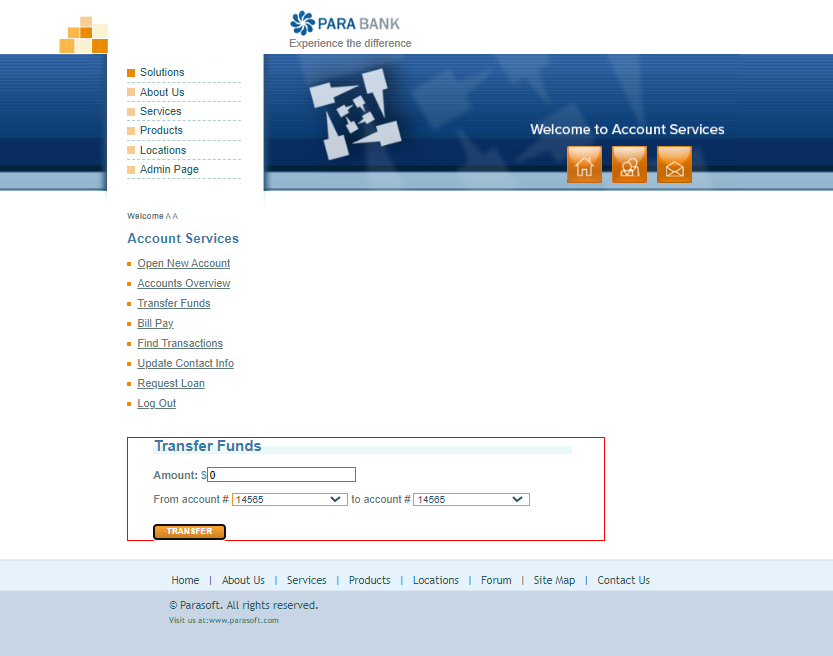 PARA BANK
Experience the difference
Solutions
About Us
Services
Products
Locations
Admin Page
Welcome to Account Services
Welcome A A
Account Services
Open New Account
Accounts Overview
Transfer Funds
Bill Pay
Find Transactions
Update Contact Info
Request Loan
Log Out
Transfer Funds
Amount: $0
From account # 14565 to account # 14565
TRANSFER
Home | About Us | Services | Products | Locations | Forum | Site Map | Contact Us
© Parasoft. All rights reserved.
Visit us at:www.parasoft.com